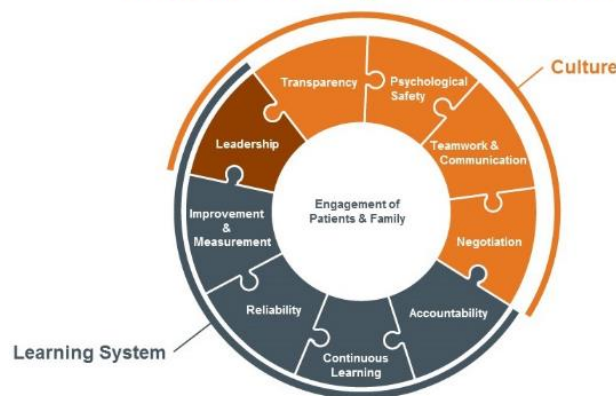 Culture
Transparency
Psychological
Safety
Leadership
Teamwork &
Communication
Engagement of
Patients & Family
Improvement
&
Measurement
Negotiation
Reliability
Accountability
Continuous
Learning
Learning System